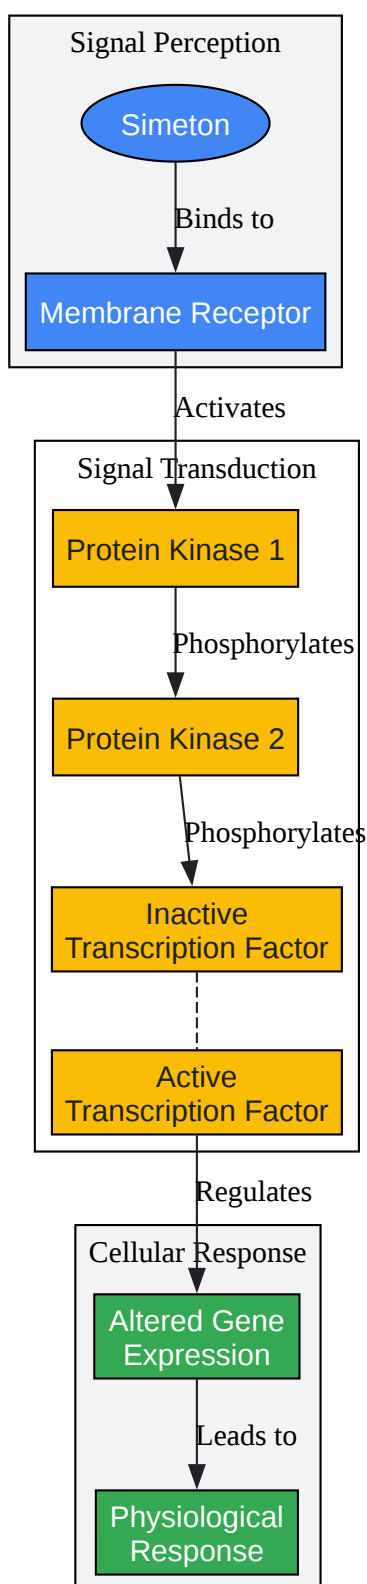 Signal Perception
Simeton
Binds to
Membrane Receptor
Activates
Signal Transduction
Protein Kinase 1
Phosphorylates
Protein Kinase 2
Phosphorylates
Inactive
Transcription Factor
Active
Transcription Factor
Regulates
Cellular Response
Altered Gene
Expression
Leads to
Physiological
Response